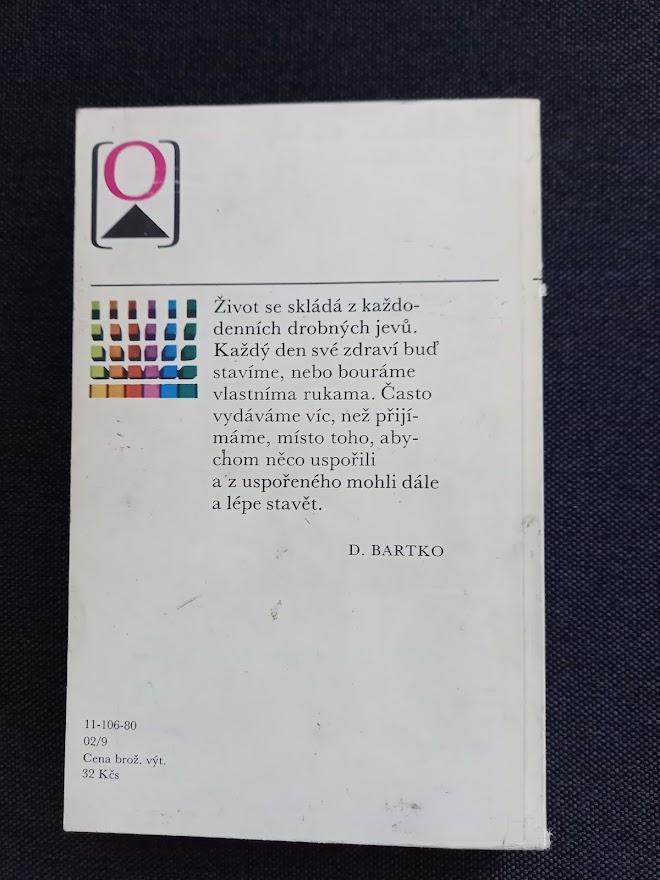 O
Život se skládá z každo-
denních drobných jevů.
Každý den své zdraví buď
stavíme, nebo bouráme
vlastníma rukama. Často
vydáváme víc, než přijí-
máme, místo toho, aby-
chom něco uspořili
a z uspořeného mohli dále
a lépe stavět.
D. BARTKO
11-106-80
02/9
Cena brož. výt.
32 Kčs